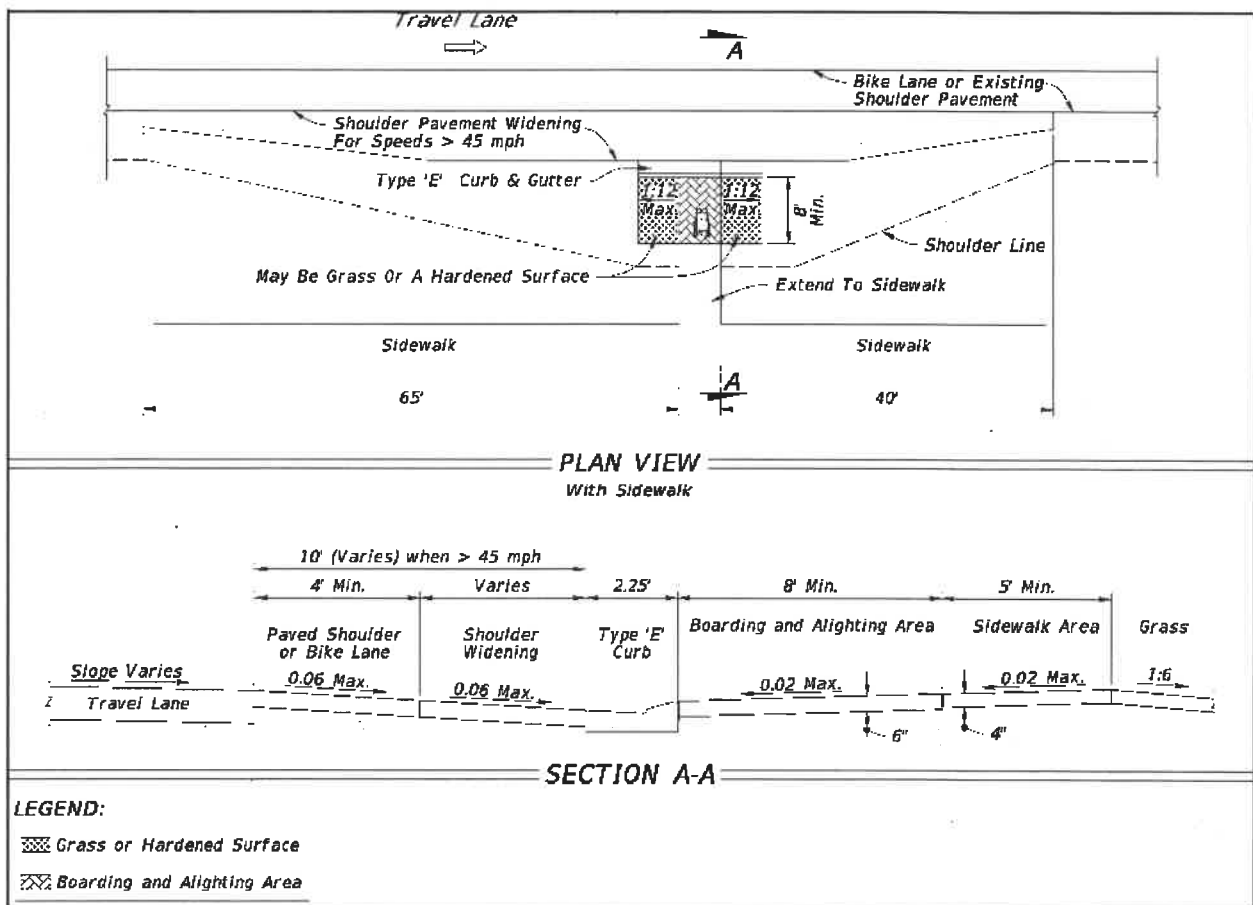 Travel Lane
A
Bike Lane or Existing
Shoulder Pavement
Shoulder Pavement Widening
For Speeds > 45 mph
Type 'E' Curb & Gutter
1:12
Max.
1:12
Max.
8'
Min.
Shoulder Line
May Be Grass Or A Hardened Surface
Extend To Sidewalk
Sidewalk
Sidewalk
A
65'
40'
PLAN VIEW
With Sidewalk
10' (Varies) when > 45 mph
4' Min.
Varies
2.25'
8' Min.
5' Min.
Paved Shoulder
or Bike Lane
Shoulder
Widening
Type 'E'
Curb
Boarding and Alighting Area
Sidewalk Area
Grass
Slope Varies
0.06 Max.
0.06 Max.
0.02 Max.
0.02 Max.
1:6
Travel Lane
6"
4"
SECTION A-A
LEGEND:
Grass or Hardened Surface
Boarding and Alighting Area